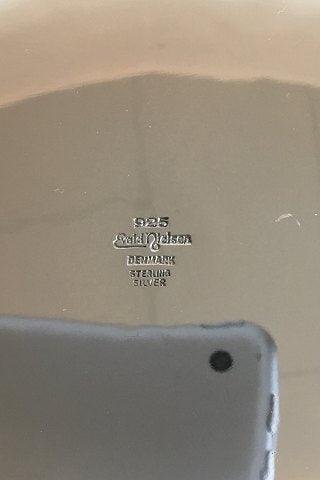 925
Evald Nielsen
DENMARK
STERLING
SILVER